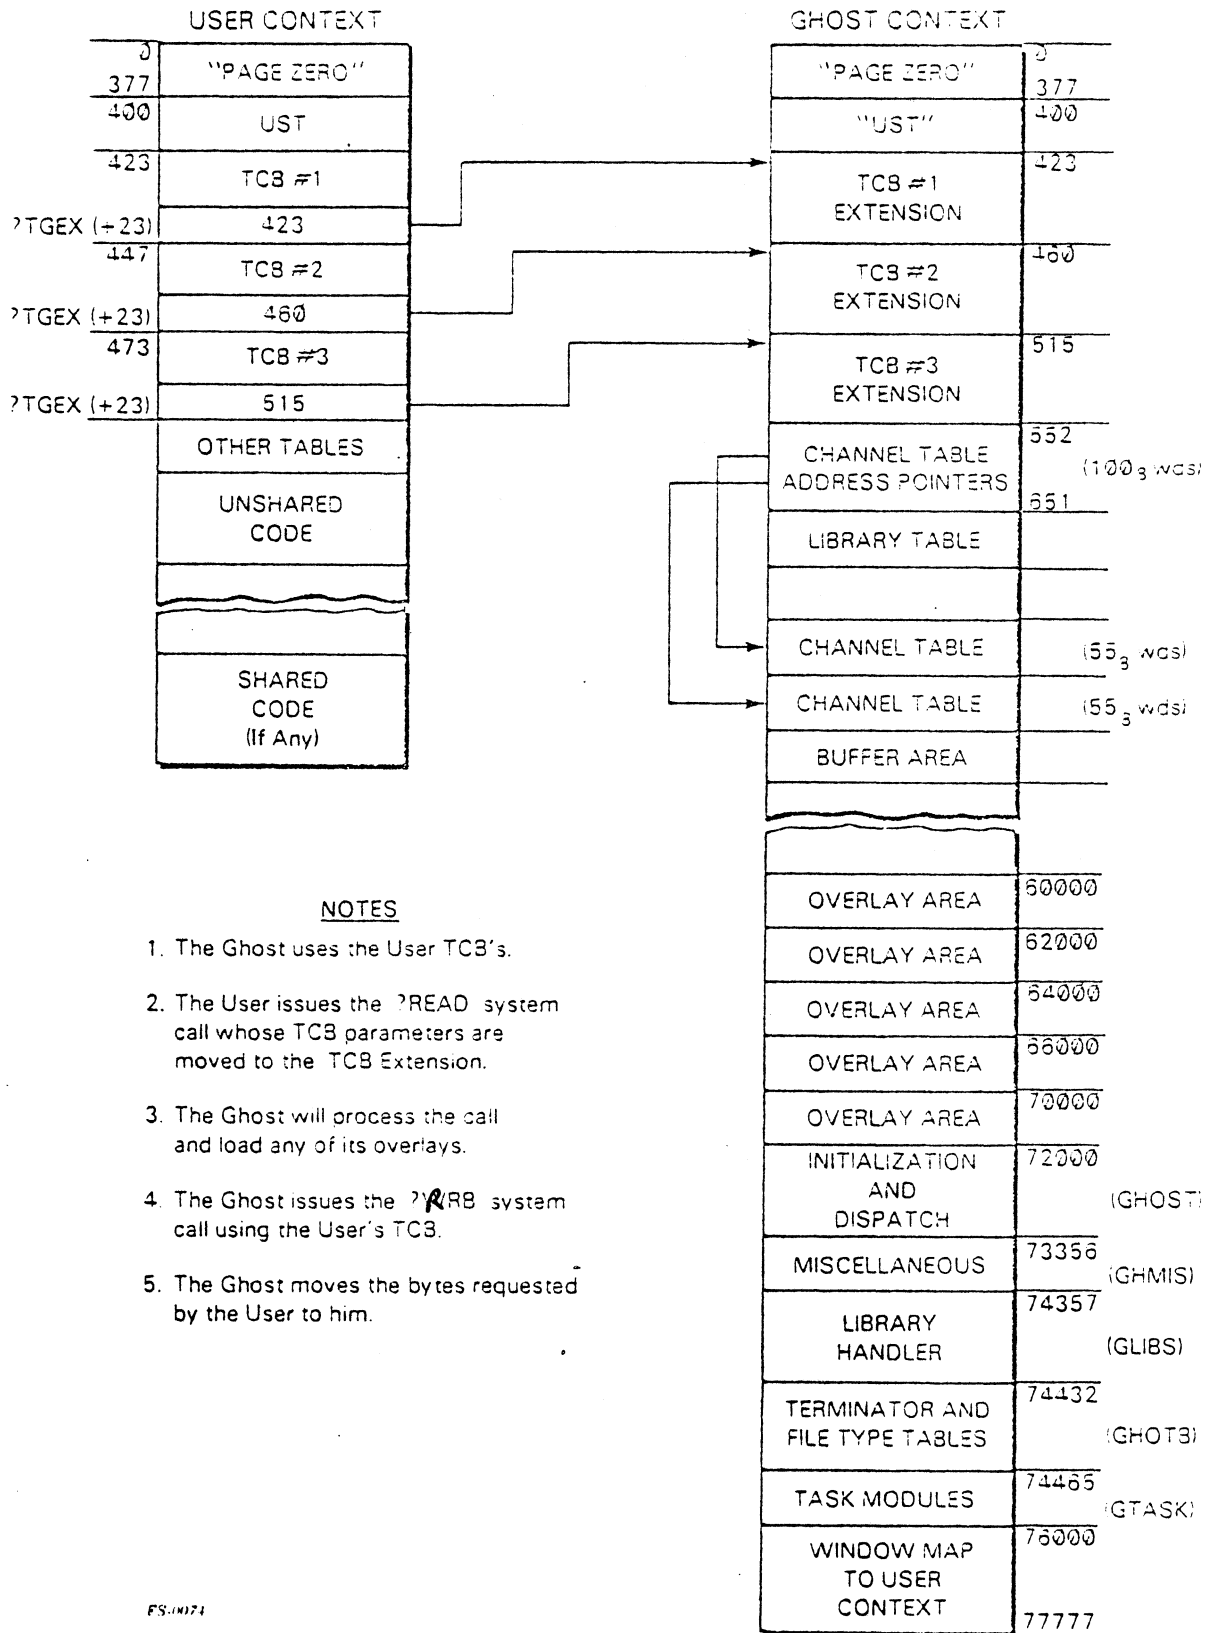 USER CONTEXT
0
"PAGE ZERO"
377
400
UST
423
TCB #1
?TGEX (+23)
423
447
TCB #2
?TGEX (+23)
460
473
TCB #3
?TGEX (+23)
515
OTHER TABLES
UNSHARED
CODE
SHARED
CODE
(If Any)
GHOST CONTEXT
0
"PAGE ZERO"
377
400
"UST"
423
TCB #1
EXTENSION
460
TCB #2
EXTENSION
515
TCB #3
EXTENSION
552
CHANNEL TABLE
ADDRESS POINTERS
(100₈ wds)
651
LIBRARY TABLE
CHANNEL TABLE
(55₈ wds)
CHANNEL TABLE
(55₈ wds)
BUFFER AREA
60000
OVERLAY AREA
62000
OVERLAY AREA
64000
OVERLAY AREA
66000
OVERLAY AREA
70000
OVERLAY AREA
72000
INITIALIZATION
AND
DISPATCH
(GHOST)
73356
MISCELLANEOUS
(GHMIS)
74357
LIBRARY
HANDLER
(GLIBS)
74432
TERMINATOR AND
FILE TYPE TABLES
(GHOTB)
74465
TASK MODULES
(GTASK)
76000
WINDOW MAP
TO USER
CONTEXT
77777
NOTES
1. The Ghost uses the User TCB's.
2. The User issues the ?READ system
call whose TCB parameters are
moved to the TCB Extension.
3. The Ghost will process the call
and load any of its overlays.
4. The Ghost issues the system
call using the User's TCB.
5. The Ghost moves the bytes requested
by the User to him.
FS-0074